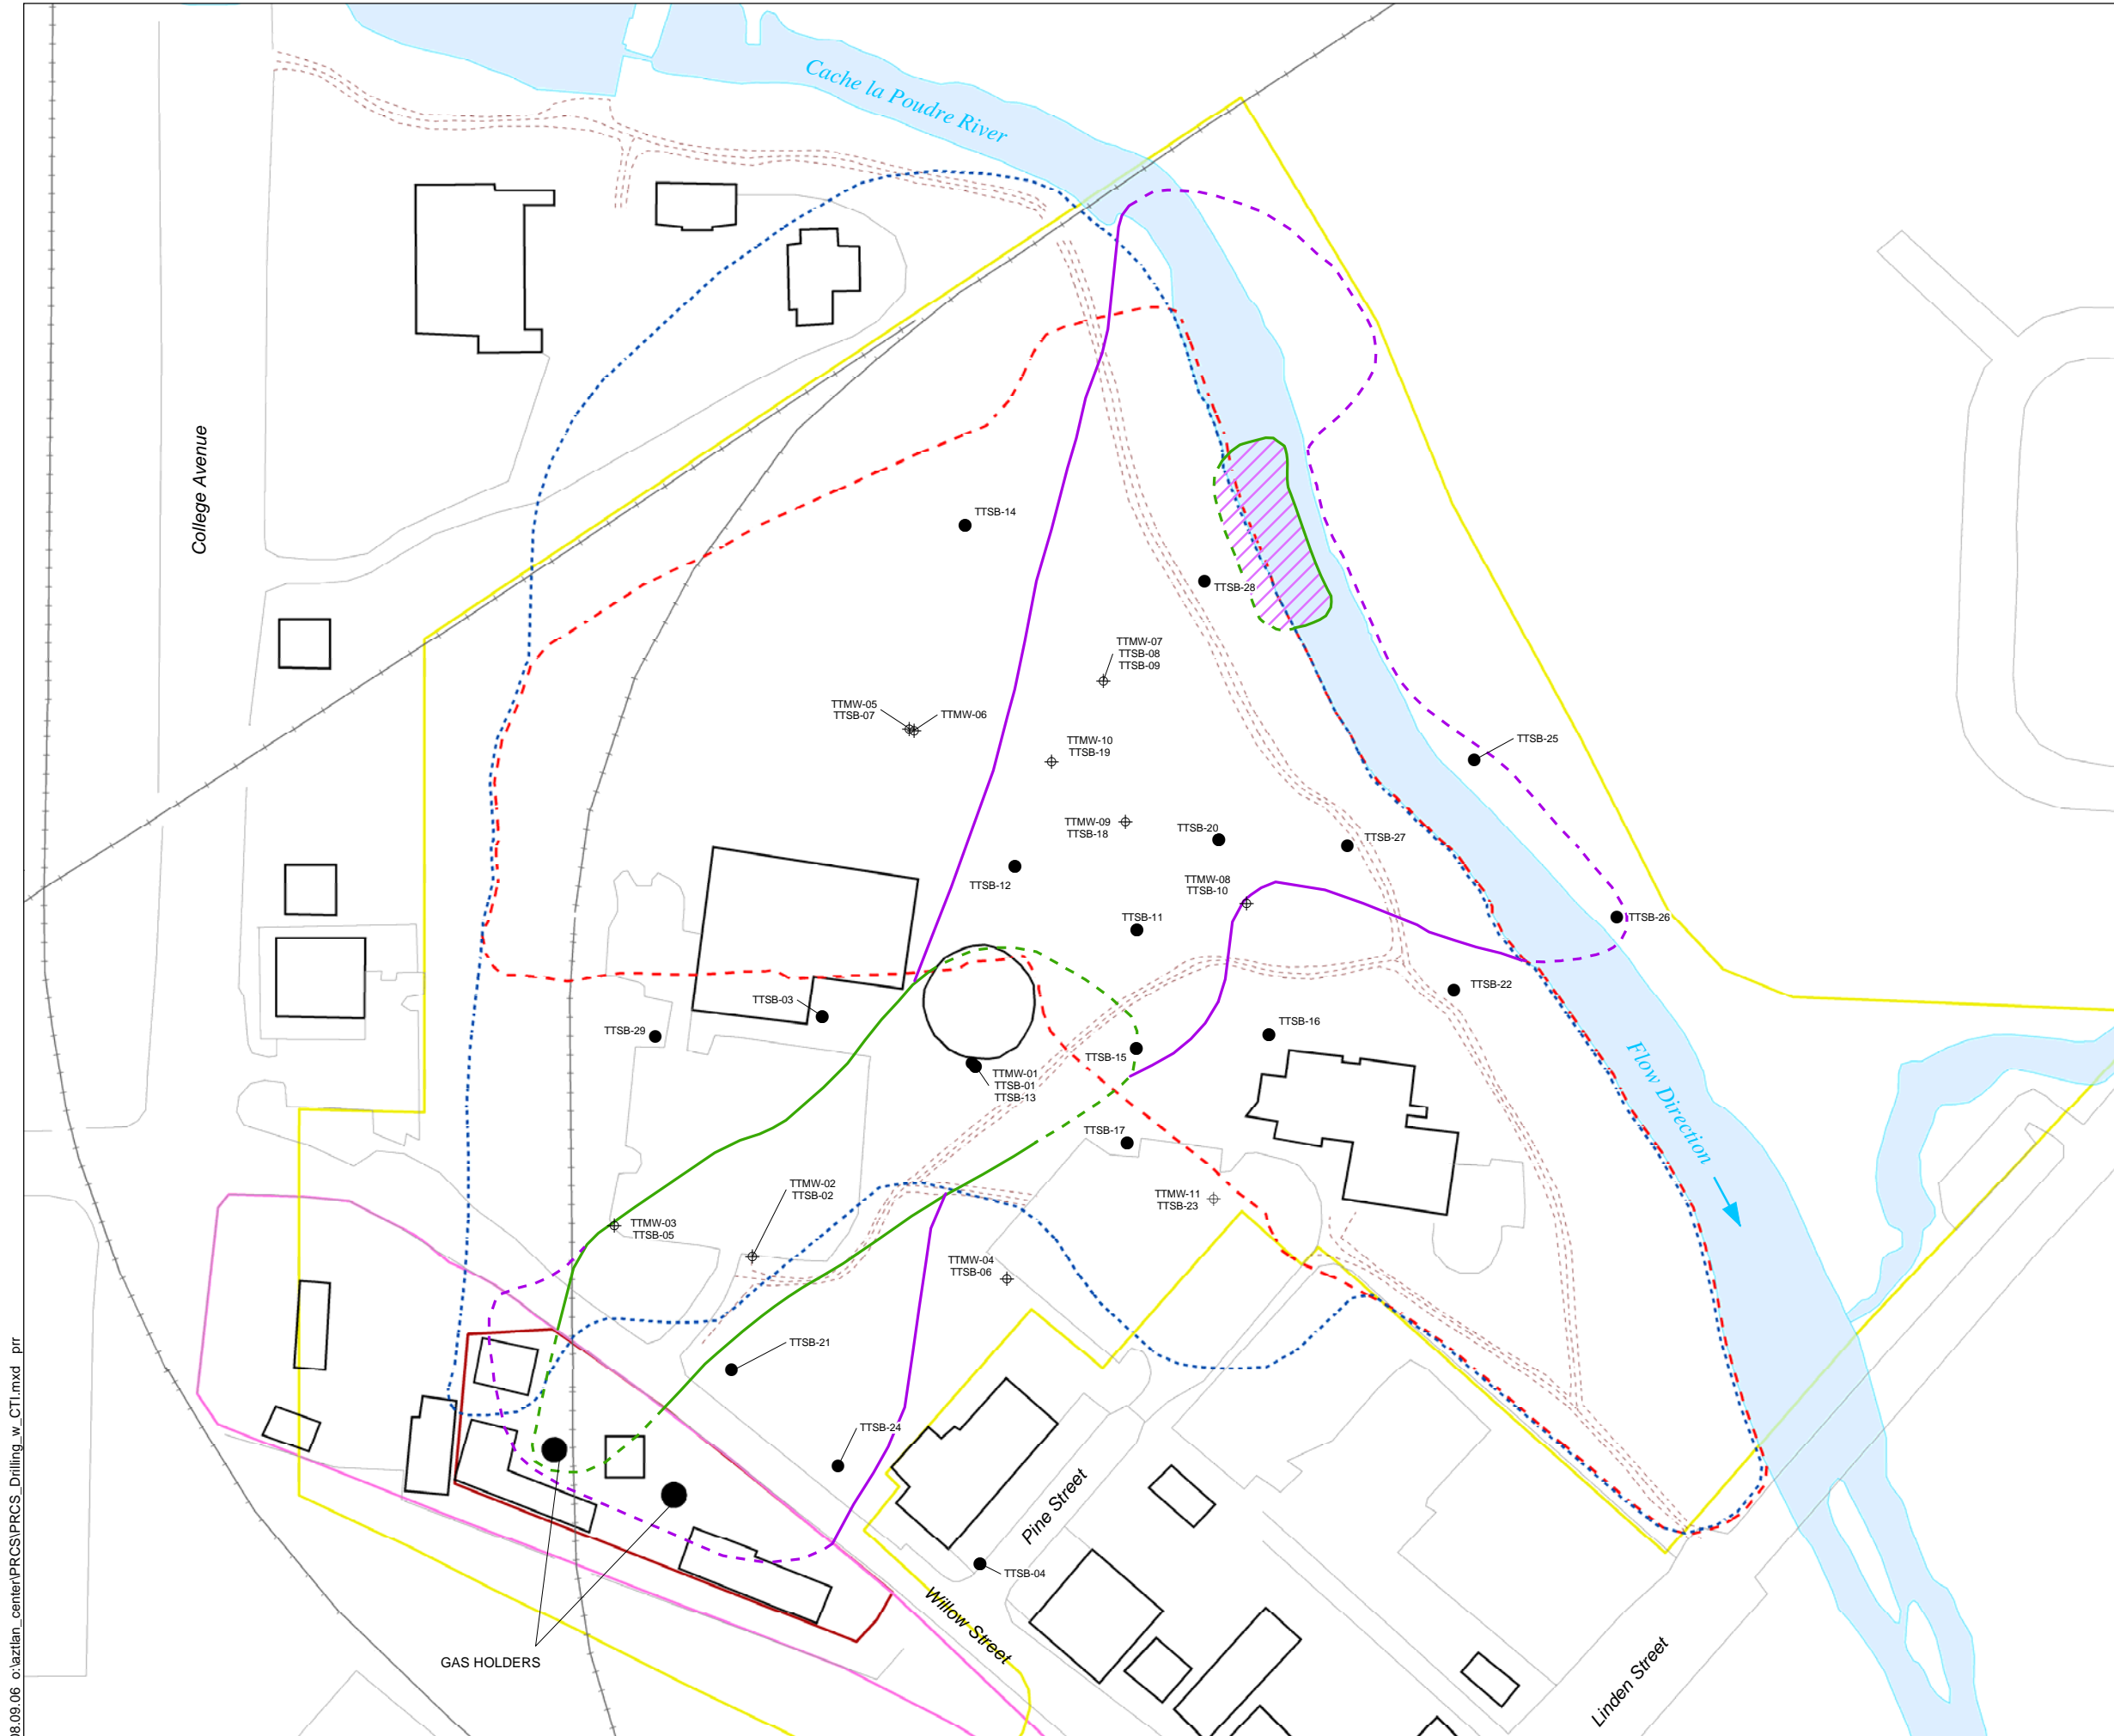 Cache la Poudre River
College Avenue
TTSB-14
TTSB-28
TTMW-07
TTSB-08
TTSB-09
TTMW-05
TTSB-07
TTMW-06
TTMW-10
TTSB-19
TTSB-25
TTMW-09
TTSB-18
TTSB-20
TTSB-27
TTSB-12
TTMW-08
TTSB-10
TTSB-11
TTSB-26
TTSB-22
TTSB-03
TTSB-29
TTSB-16
TTSB-15
TTMW-01
TTSB-01
TTSB-13
Flow Direction
TTSB-17
TTMW-02
TTSB-02
TTMW-11
TTSB-23
TTMW-03
TTSB-05
TTMW-04
TTSB-06
TTSB-21
TTSB-24
Pine Street
TTSB-04
Willow Street
GAS HOLDERS
Linden Street
08.09.06 o:\aztlan_center\PRCS\PRCS_Drilling_w_CTI.mxd prr